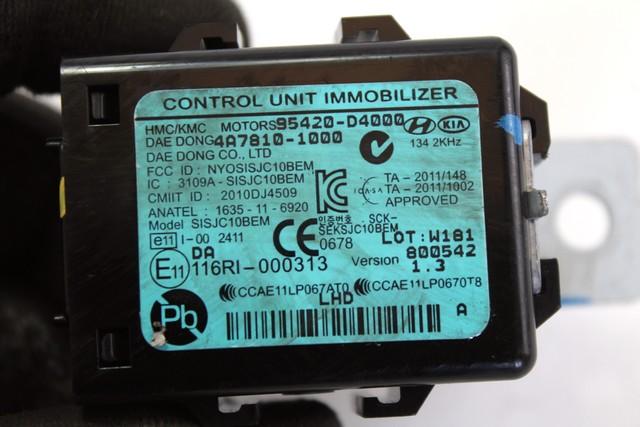 CONTROL UNIT IMMOBILIZER
HMC/KMC MOTORS 95420-D4000 KIA
DAE DONG 4A7810-1000 134.2KHz
DAE DONG CO., LTD
FCC ID : NYOSISJC10BEM
IC : 3109A - SISJC10BEM
CMIIT ID : 2010DJ4509
ANATEL : 1635 - 11 - 6920
Model SISJC10BEM
ICASA
TA - 2011/148
TA - 2011/1002
APPROVED
인증번호 : SCK-
SEKSJC10BEM
e11 I-00 2411
CE 0678
LOT:W181
DA
800542
E11 116RI-000313
Version 1.3
CCAE11LP067AT0 CCAE11LP0670T8
LHD
Pb
A